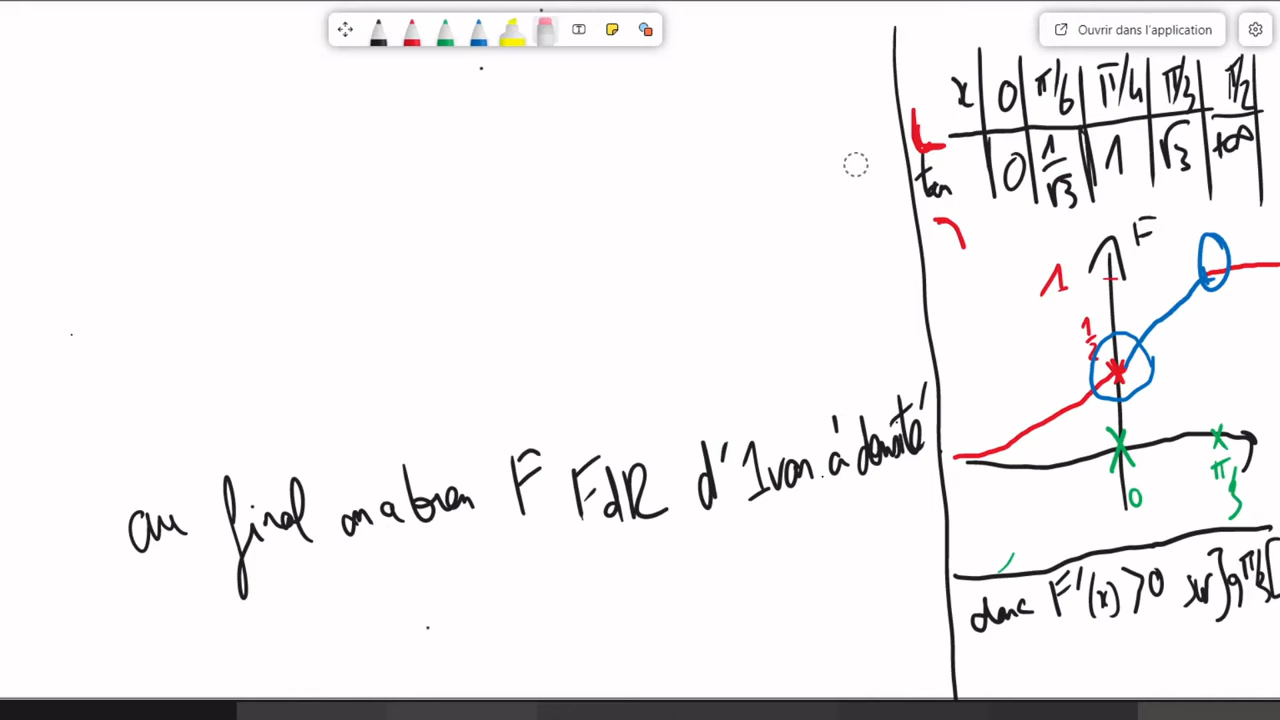 Ouvrir dans l'application
x 0 π/6 π/4 π/3 π/2
tan 0 1/√3 1 √3 +∞
F
1
1/2
0 π/3
au final on a bien F FdR d'1 var. à densité
donc F'(x) > 0 sur ]0, π/3[